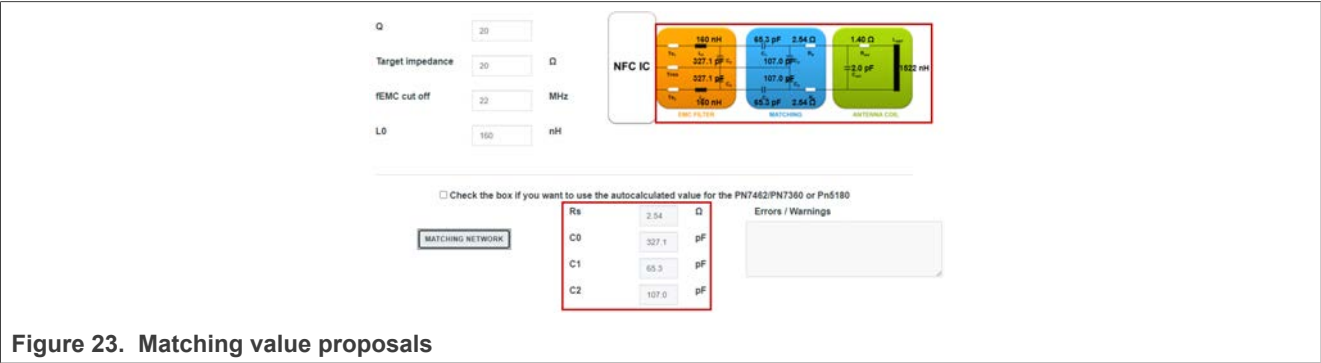 Q 20
Target impedance 20 Ω
fEMC cut off 22 MHz
L0 160 nH
NFC IC
160 nH 65.3 pF 2.54 Ω 1.40 Ω
327.1 pF 107.0 pF 2.0 pF 1522 nH
327.1 pF 107.0 pF
160 nH 65.3 pF 2.54 Ω
EMC FILTER MATCHING ANTENNA COIL
Check the box if you want to use the autocalculated value for the PN7462/PN7360 or Pn5180
Rs 2.54 Ω Errors / Warnings
MATCHING NETWORK
C0 327.1 pF
C1 65.3 pF
C2 107.0 pF
Figure 23. Matching value proposals